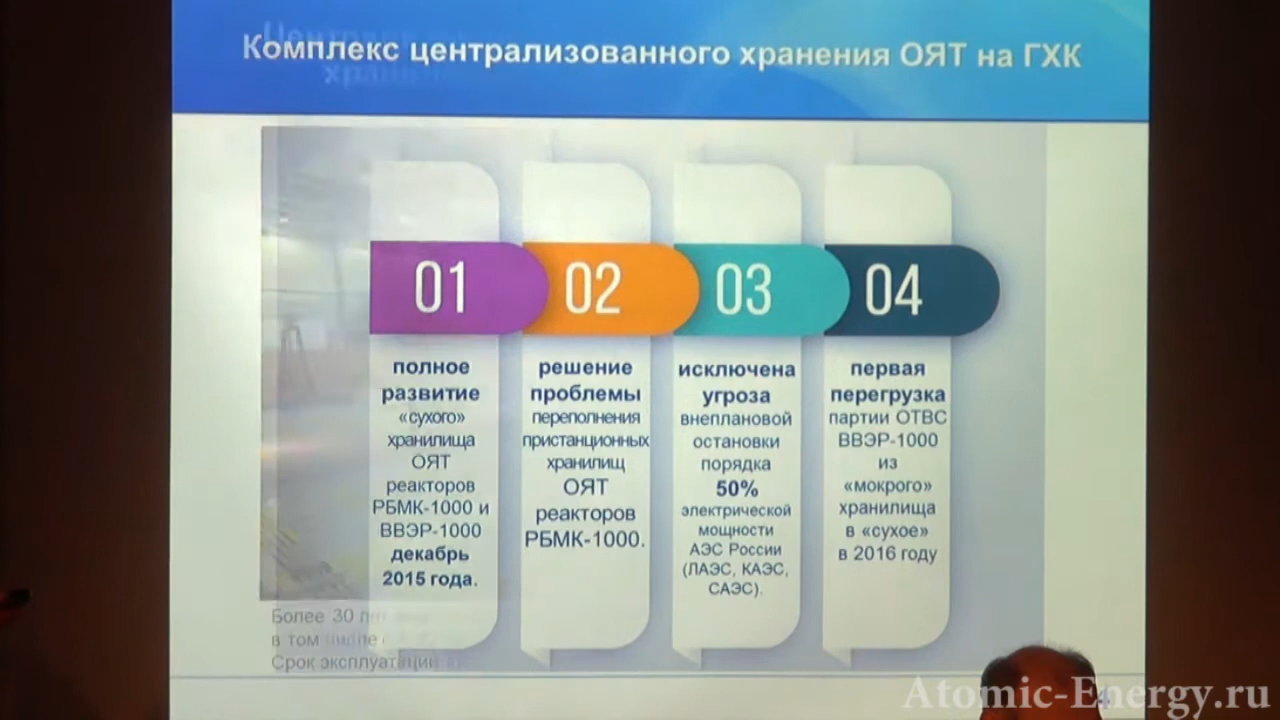 Комплекс централизованного хранения ОЯТ на ГХК
01
полное
развитие
«сухого»
хранилища
ОЯТ
реакторов
РБМК-1000 и
ВВЭР-1000
декабрь
2015 года.
02
решение
проблемы
переполнения
пристанционных
хранилищ
ОЯТ
реакторов
РБМК-1000.
03
исключена
угроза
внеплановой
остановки
порядка
50%
электрической
мощности
АЭС России
(ЛАЭС, КАЭС,
САЭС).
04
первая
перегрузка
партии ОТВС
ВВЭР-1000
из
«мокрого»
хранилища
в «сухое»
в 2016 году
Более 30
в том числе
Срок эксплуатации
4
Atomic-Energy.ru